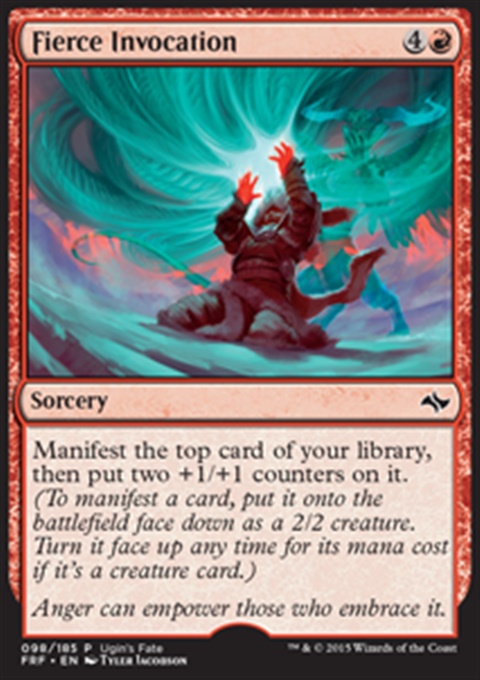 Fierce Invocation 4
Sorcery
Manifest the top card of your library,
then put two +1/+1 counters on it.
(To manifest a card, put it onto the
battlefield face down as a 2/2 creature.
Turn it face up any time for its mana cost
if it's a creature card.)
Anger can empower those who embrace it.
098/185 P Ugin's Fate
FRF • EN Tyler Jacobson
™ & © 2015 Wizards of the Coast